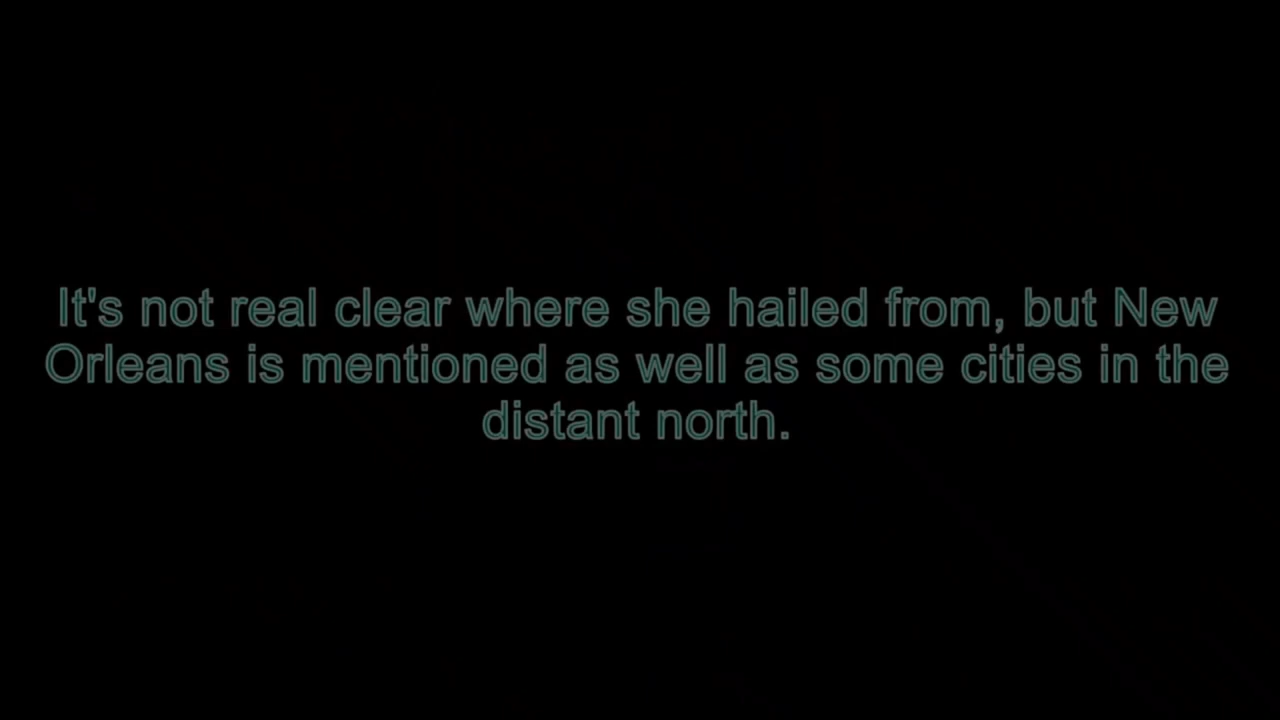 It's not real clear where she hailed from, but New
Orleans is mentioned as well as some cities in the
distant north.